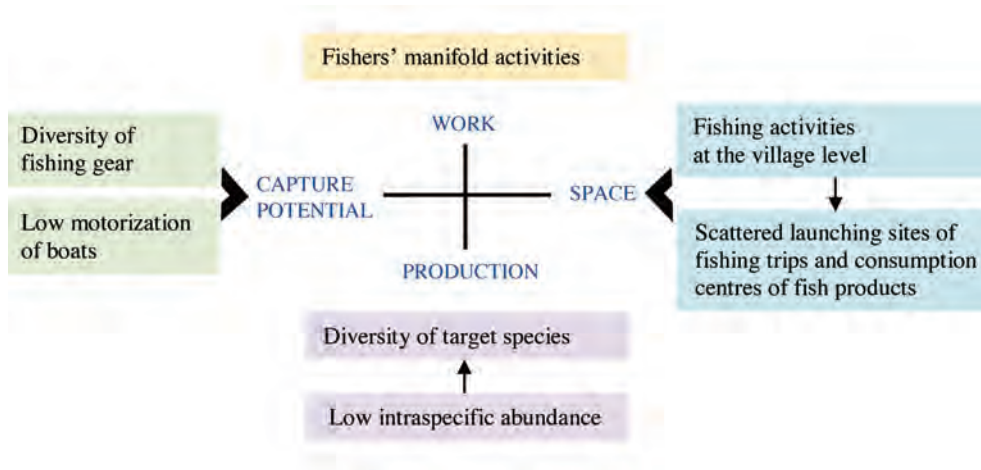 Fishers’ manifold activities
WORK
Diversity of
fishing gear
Low motorization
of boats
CAPTURE
POTENTIAL
SPACE
Fishing activities
at the village level
Scattered launching sites of
fishing trips and consumption
centres of fish products
PRODUCTION
Diversity of target species
Low intraspecific abundance